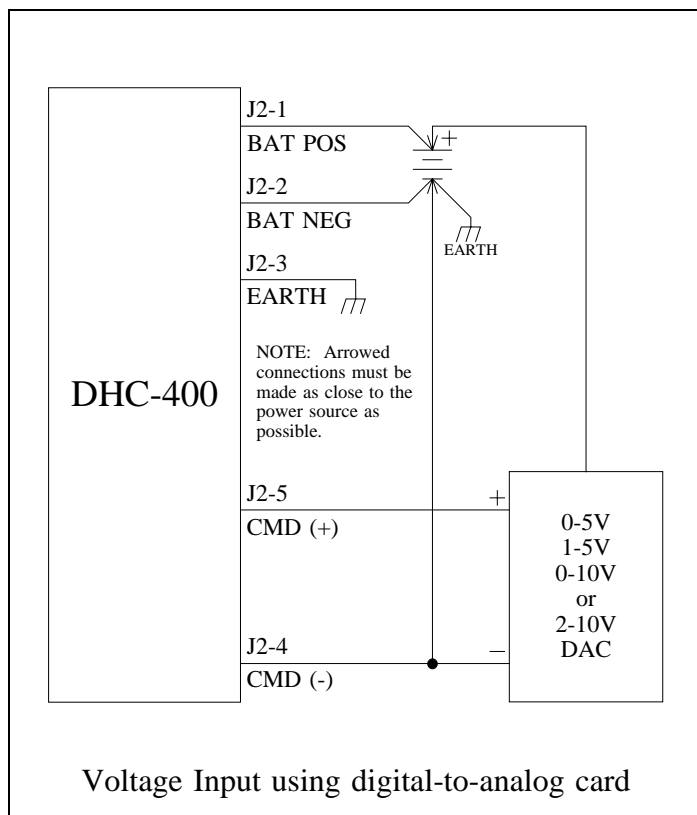 J2-1
BAT POS
+
J2-2
BAT NEG
EARTH
J2-3
EARTH
NOTE: Arrowed
connections must be
made as close to the
power source as
possible.
DHC-400
J2-5
CMD (+)
+
0-5V
1-5V
0-10V
or
2-10V
DAC
J2-4
CMD (-)
−
Voltage Input using digital-to-analog card